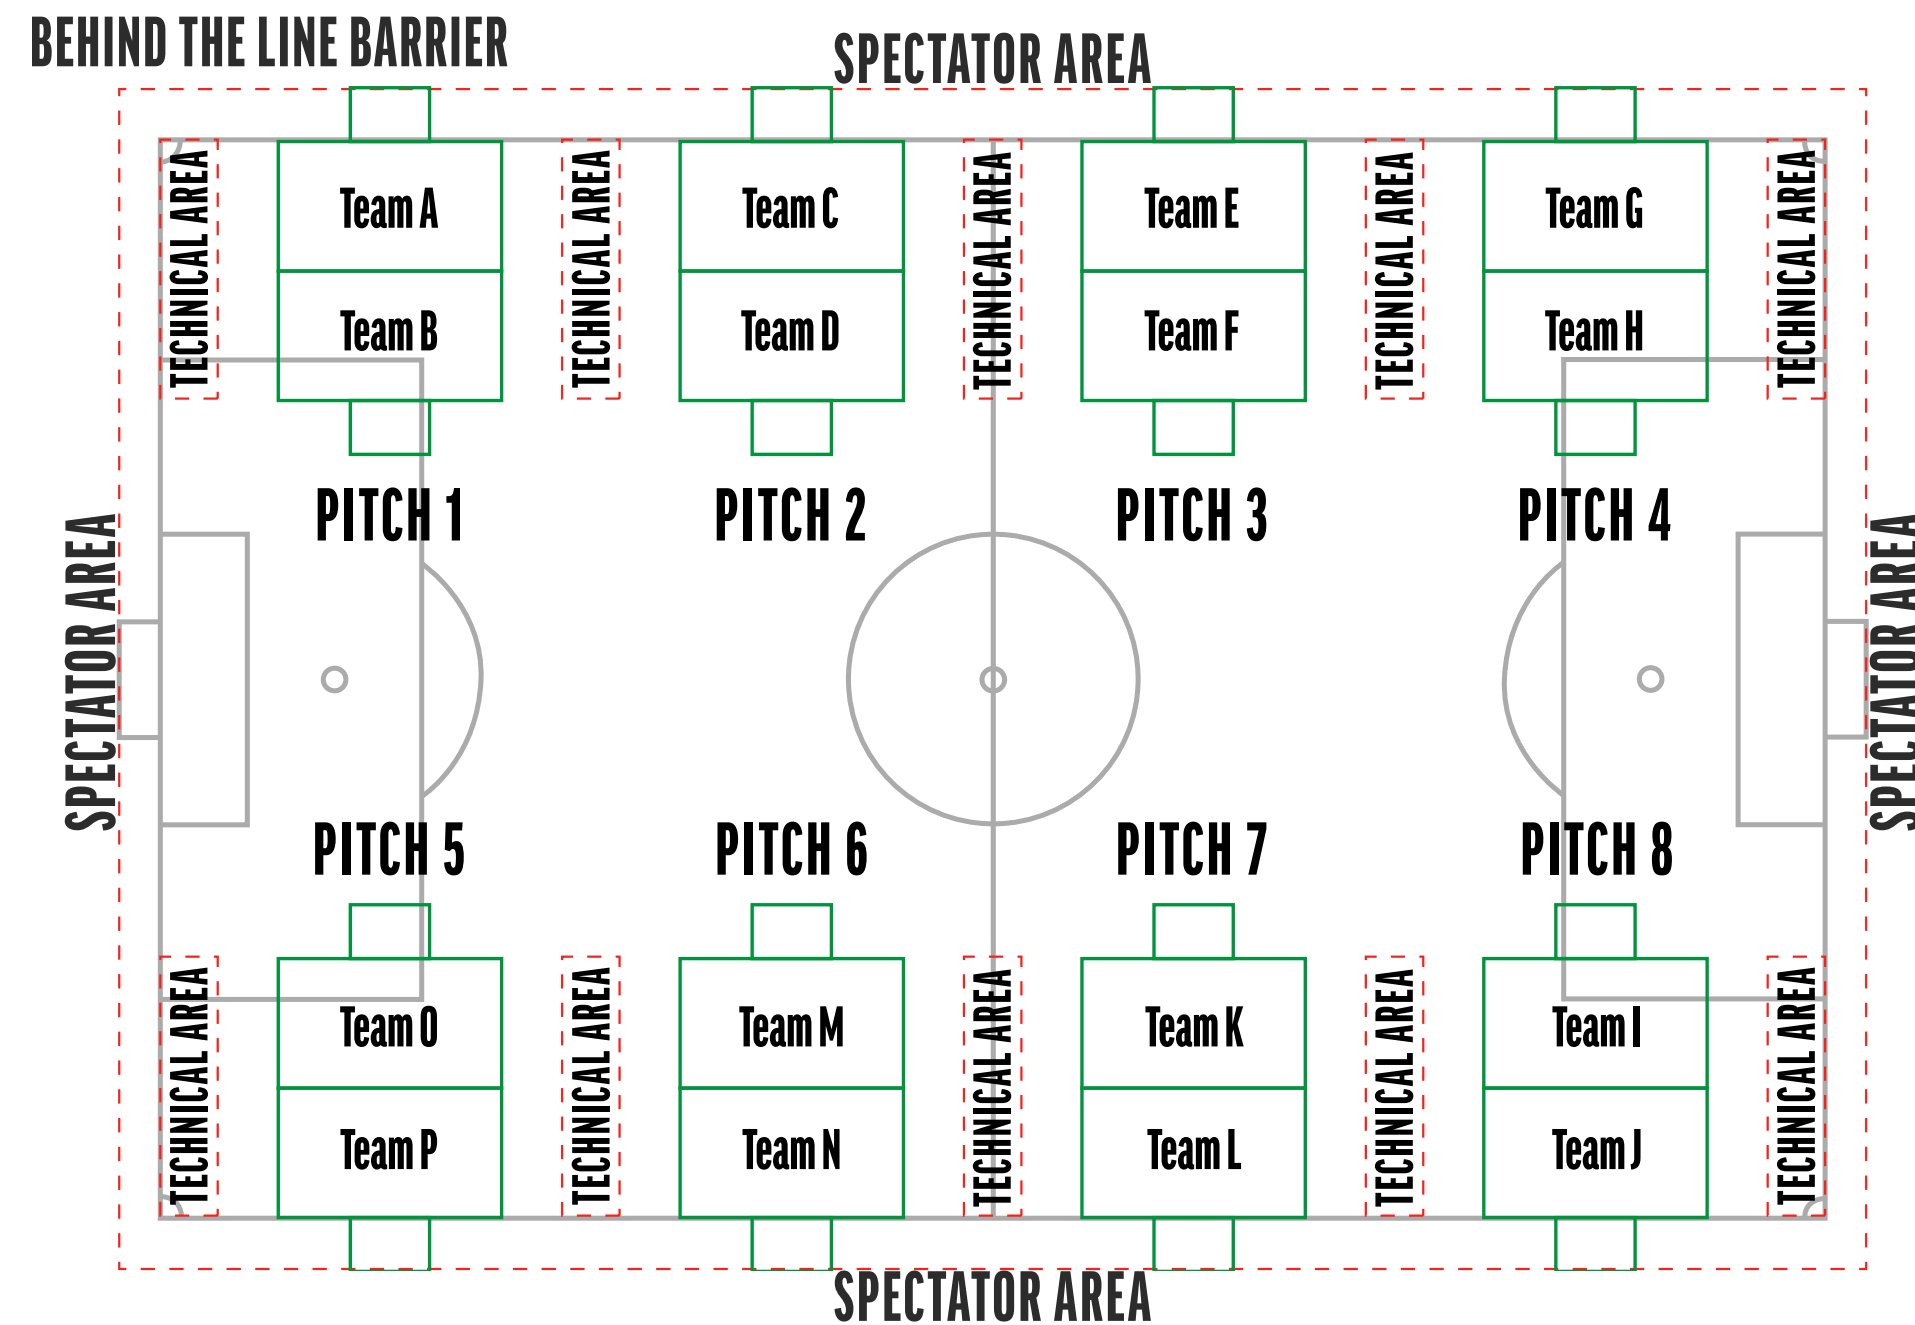 BEHIND THE LINE BARRIER
SPECTATOR AREA
TECHNICAL AREA
Team A
TECHNICAL AREA
Team C
TECHNICAL AREA
Team E
TECHNICAL AREA
Team G
TECHNICAL AREA
Team B
Team D
Team F
Team H
PITCH 1
PITCH 2
PITCH 3
PITCH 4
SPECTATOR AREA
SPECTATOR AREA
PITCH 5
PITCH 6
PITCH 7
PITCH 8
TECHNICAL AREA
Team O
TECHNICAL AREA
Team M
TECHNICAL AREA
Team K
TECHNICAL AREA
Team I
TECHNICAL AREA
Team P
Team N
Team L
Team J
SPECTATOR AREA